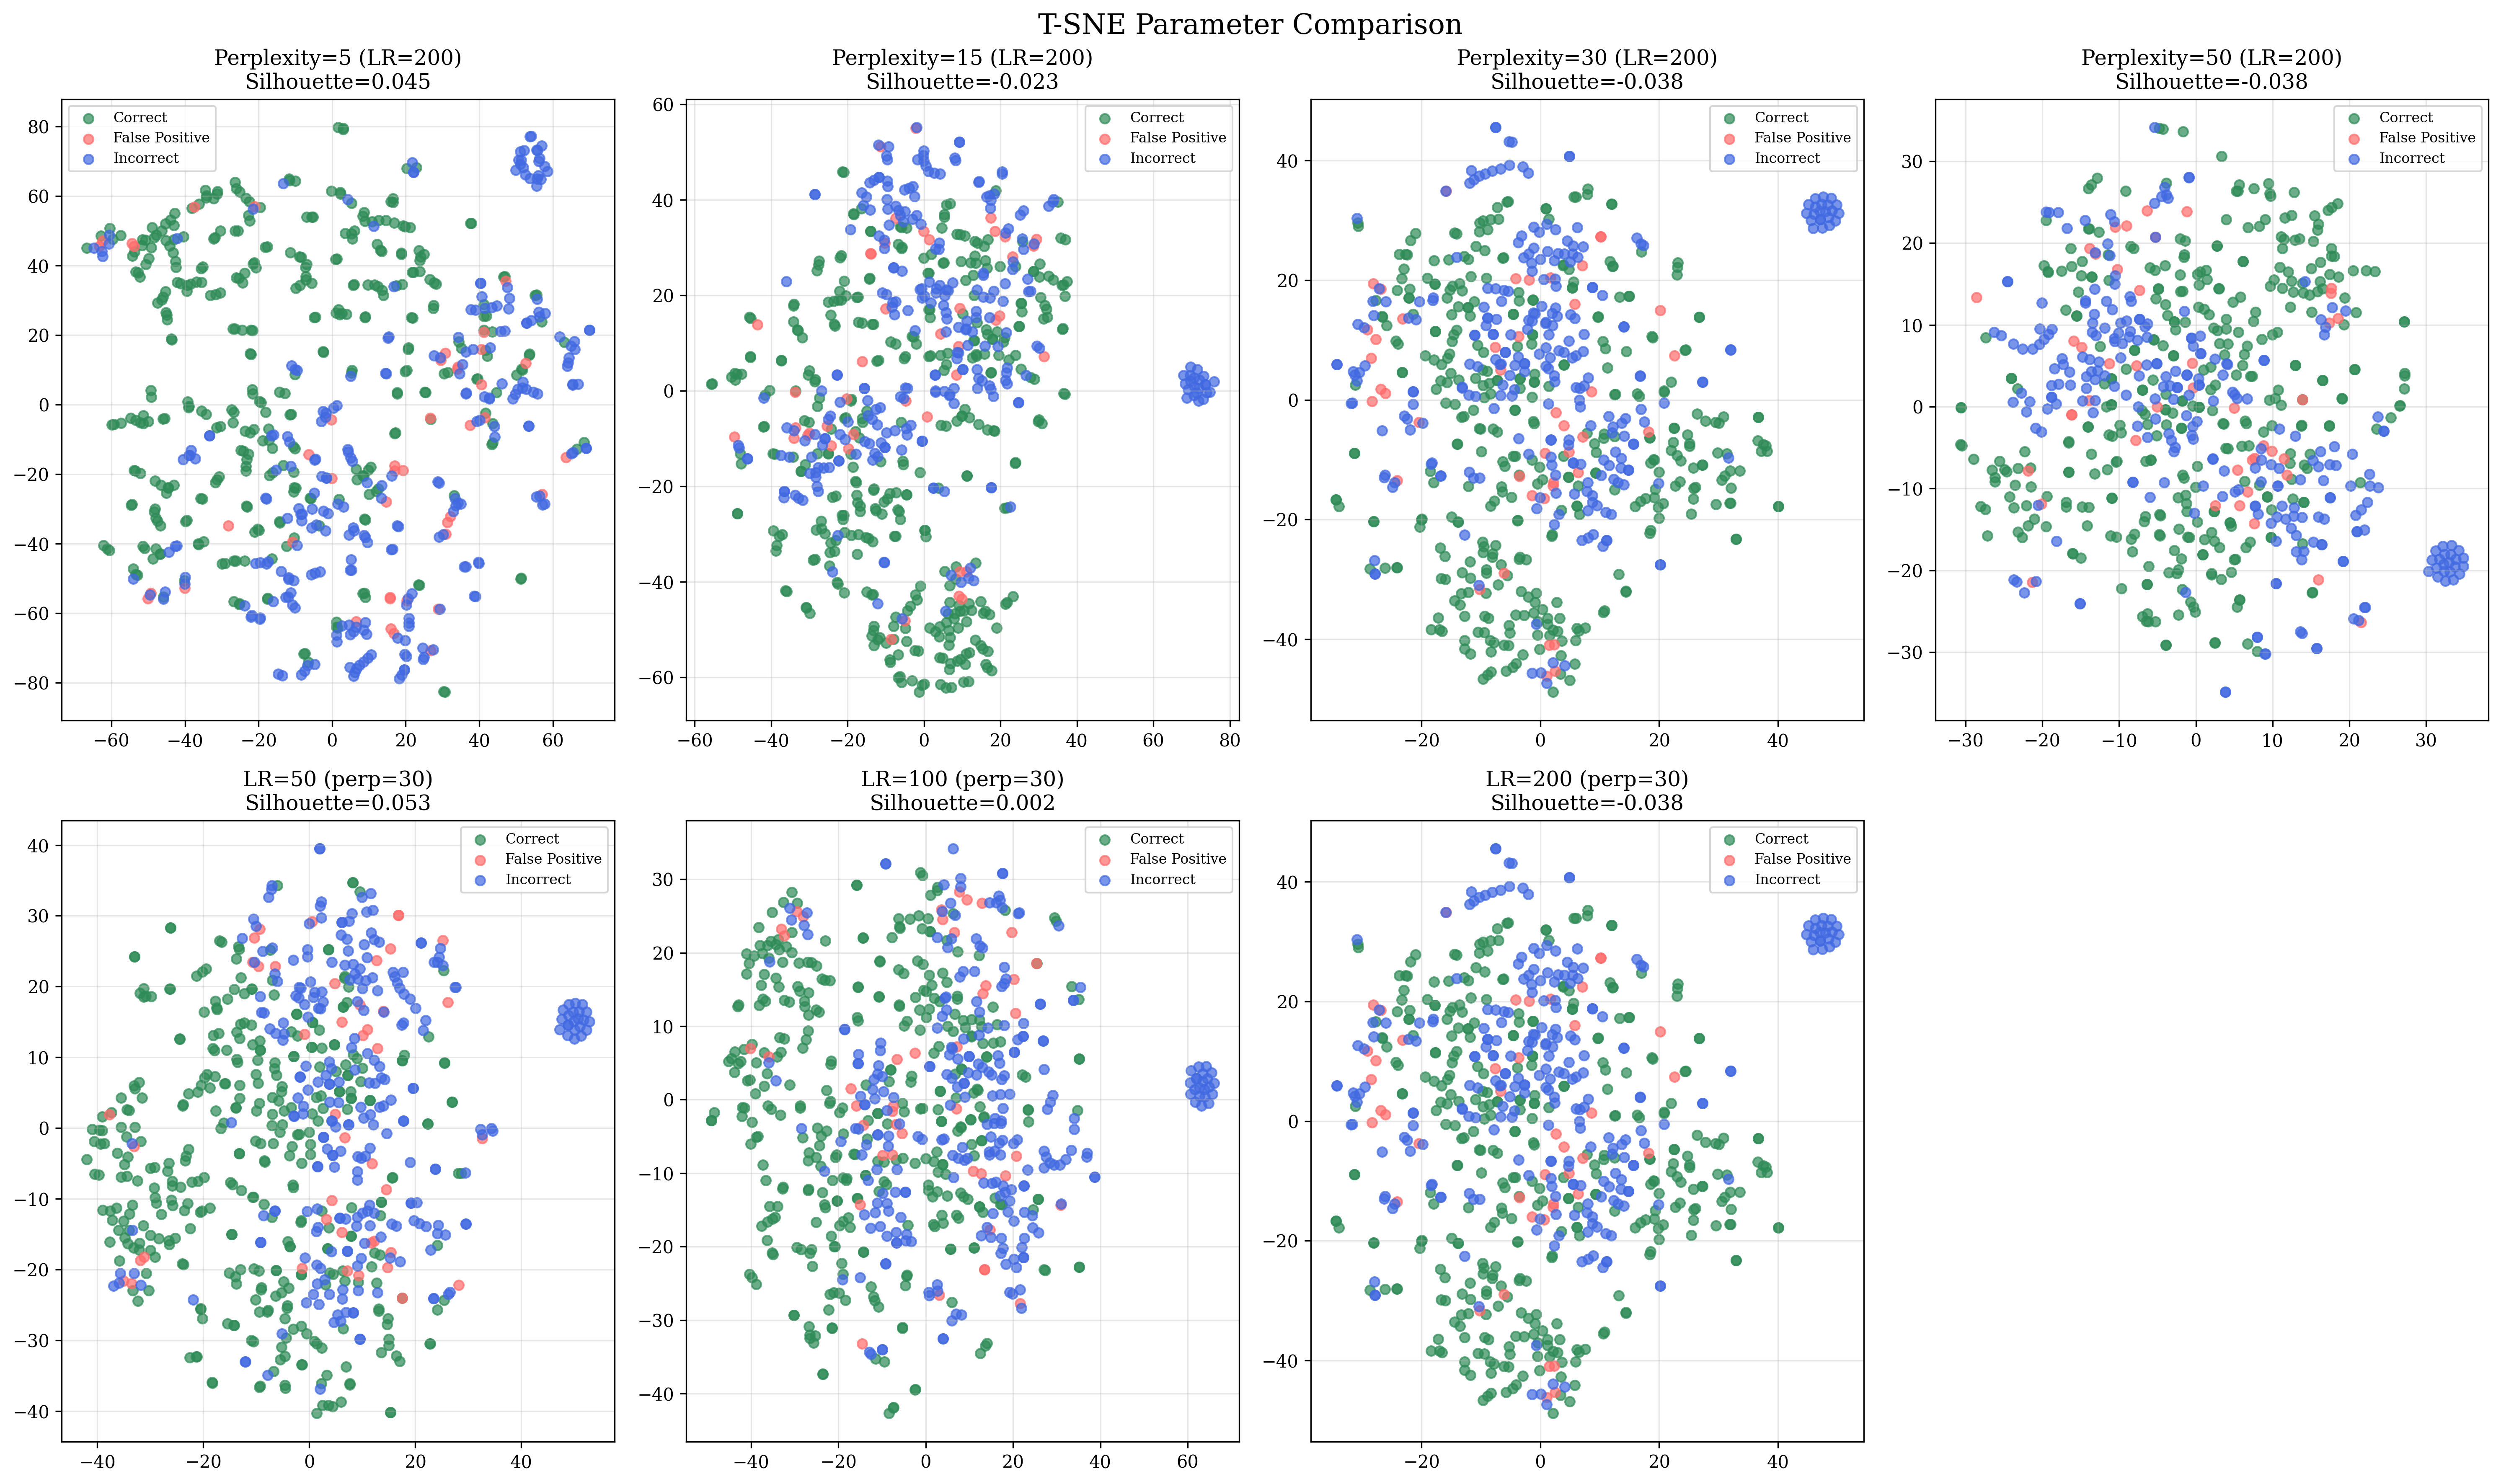 T-SNE Parameter Comparison
Perplexity=5 (LR=200)
Silhouette=0.045
Correct
False Positive
Incorrect
80
60
40
20
0
−20
−40
−60
−80
−60 −40 −20 0 20 40 60
Perplexity=15 (LR=200)
Silhouette=-0.023
Correct
False Positive
Incorrect
60
40
20
0
−20
−40
−60
−60 −40 −20 0 20 40 60 80
Perplexity=30 (LR=200)
Silhouette=-0.038
Correct
False Positive
Incorrect
40
20
0
−20
−40
−20 0 20 40
Perplexity=50 (LR=200)
Silhouette=-0.038
Correct
False Positive
Incorrect
30
20
10
0
−10
−20
−30
−30 −20 −10 0 10 20 30
LR=50 (perp=30)
Silhouette=0.053
Correct
False Positive
Incorrect
40
30
20
10
0
−10
−20
−30
−40
−40 −20 0 20 40
LR=100 (perp=30)
Silhouette=0.002
Correct
False Positive
Incorrect
30
20
10
0
−10
−20
−30
−40
−40 −20 0 20 40 60
LR=200 (perp=30)
Silhouette=-0.038
Correct
False Positive
Incorrect
40
20
0
−20
−40
−20 0 20 40